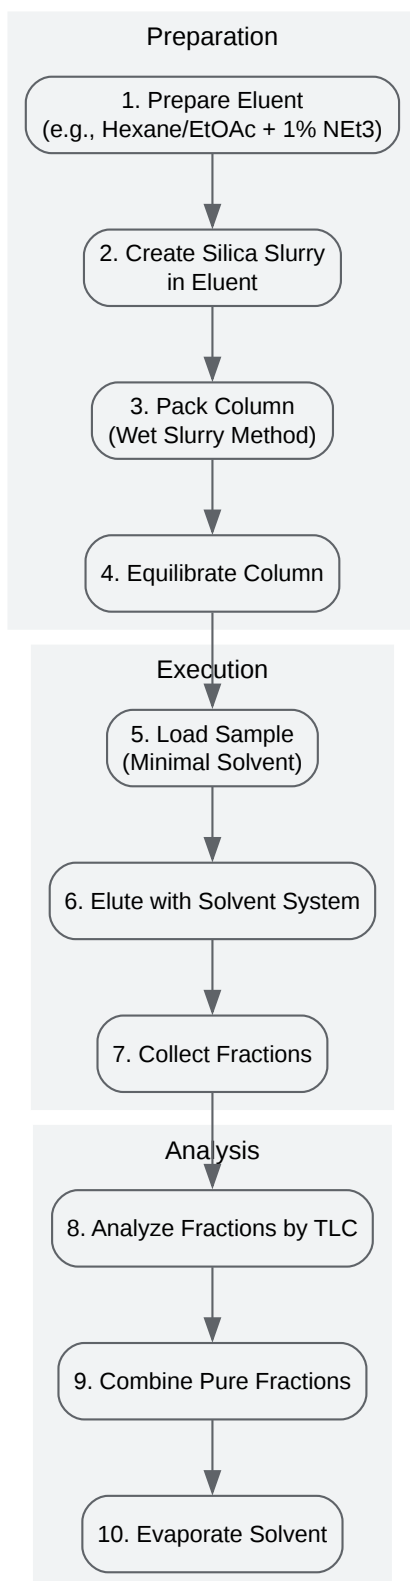 Preparation
1. Prepare Eluent
(e.g., Hexane/EtOAc + 1% NEt3)
2. Create Silica Slurry
in Eluent
3. Pack Column
(Wet Slurry Method)
4. Equilibrate Column
Execution
5. Load Sample
(Minimal Solvent)
6. Elute with Solvent System
7. Collect Fractions
Analysis
8. Analyze Fractions by TLC
9. Combine Pure Fractions
10. Evaporate Solvent